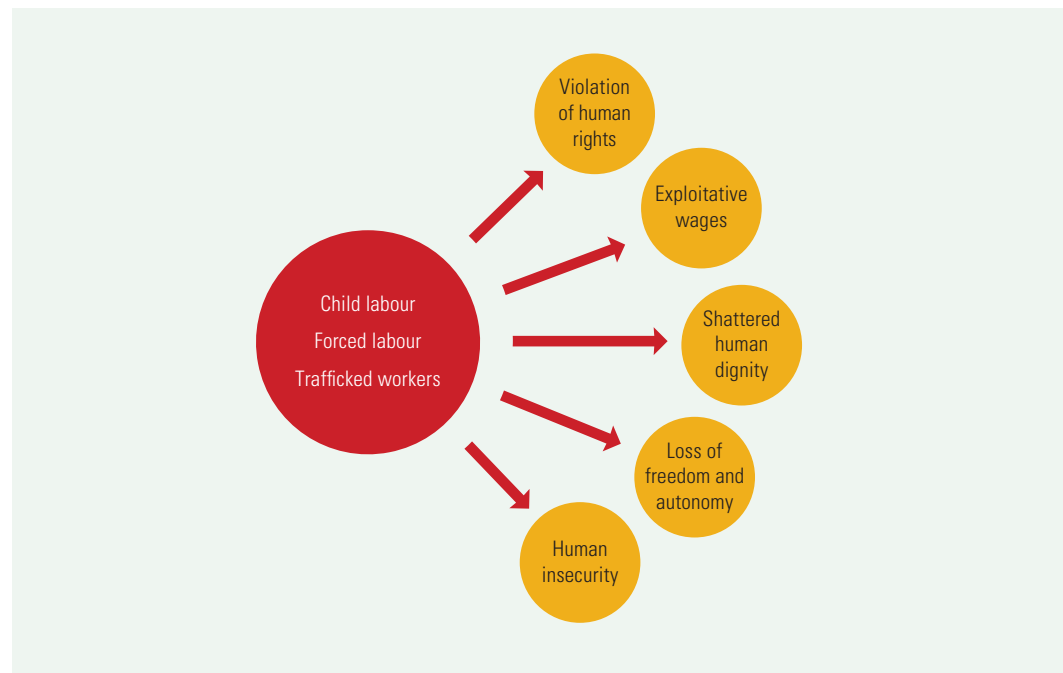 Violation
of human
rights
Exploitative
wages
Child labour
Forced labour
Trafficked workers
Shattered
human
dignity
Loss of
freedom and
autonomy
Human
insecurity